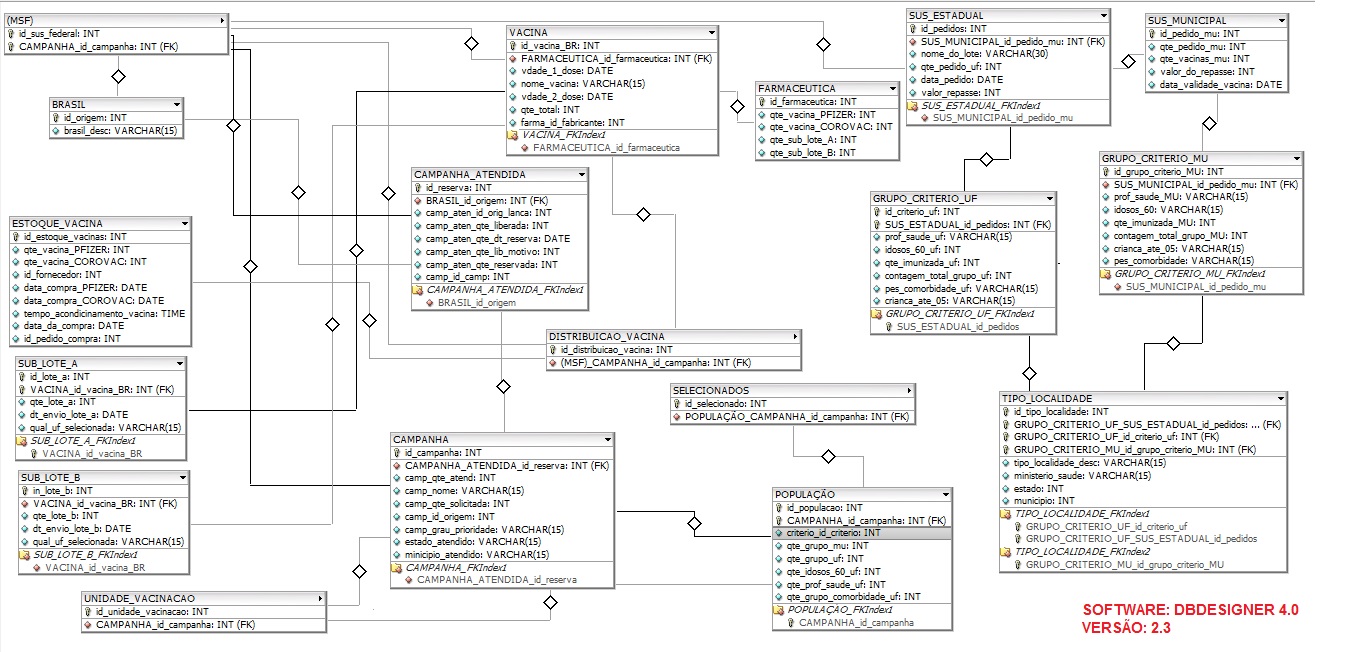 (MSF)
id_sus_federal: INT
CAMPANHA_id_campanha: INT (FK)
BRASIL
id_origem: INT
brasil_desc: VARCHAR(15)
VACINA
id_vacina_BR: INT
FARMACEUTICA_id_farmaceutica: INT (FK)
vdade_1_dose: DATE
nome_vacina: VARCHAR(15)
vdade_2_dose: DATE
qte_total: INT
farma_id_fabricante: INT
VACINA_FKIndex1
FARMACEUTICA_id_farmaceutica
FARMACEUTICA
id_farmaceutica: INT
qte_vacina_PFIZER: INT
qte_vacina_COROVAC: INT
qte_sub_lote_A: INT
qte_sub_lote_B: INT
SUS_ESTADUAL
id_pedidos: INT
SUS_MUNICIPAL_id_pedido_mu: INT (FK)
nome_do_lote: VARCHAR(30)
qte_pedido_uf: INT
data_pedido: DATE
valor_repasse: INT
SUS_ESTADUAL_FKIndex1
SUS_MUNICIPAL_id_pedido_mu
SUS_MUNICIPAL
id_pedido_mu: INT
qte_pedido_mu: INT
qte_vacinas_mu: INT
valor_do_repasse: INT
data_validade_vacina: DATE
CAMPANHA_ATENDIDA
id_reserva: INT
BRASIL_id_origem: INT (FK)
camp_aten_id_orig_lanca: INT
camp_aten_qte_liberada: INT
camp_aten_qte_dt_reserva: DATE
camp_aten_qte_lib_motivo: INT
camp_aten_qte_reservada: INT
camp_id_camp: INT
CAMPANHA_ATENDIDA_FKIndex1
BRASIL_id_origem
GRUPO_CRITERIO_UF
id_criterio_uf: INT
SUS_ESTADUAL_id_pedidos: INT (FK)
prof_saude_uf: VARCHAR(15)
idosos_60_uf: INT
qte_imunizada_uf: INT
contagem_total_grupo_uf: INT
pes_comorbidade_uf: VARCHAR(15)
crianca_ate_05: VARCHAR(15)
GRUPO_CRITERIO_UF_FKIndex1
SUS_ESTADUAL_id_pedidos
GRUPO_CRITERIO_MU
id_grupo_criterio_MU: INT
SUS_MUNICIPAL_id_pedido_mu: INT (FK)
prof_saude_MU: VARCHAR(15)
idosos_60: VARCHAR(15)
qte_imunizada_MU: INT
contagem_total_grupo_MU: INT
crianca_ate_05: VARCHAR(15)
pes_comorbidade: VARCHAR(15)
GRUPO_CRITERIO_MU_FKIndex1
SUS_MUNICIPAL_id_pedido_mu
ESTOQUE_VACINA
id_estoque_vacinas: INT
qte_vacina_PFIZER: INT
qte_vacina_COROVAC: INT
id_fornecedor: INT
data_compra_PFIZER: DATE
data_compra_COROVAC: DATE
tempo_acondicinamento_vacina: TIME
data_da_compra: DATE
id_pedido_compra: INT
DISTRIBUICAO_VACINA
id_distribuicao_vacina: INT
(MSF)_CAMPANHA_id_campanha: INT (FK)
SUB_LOTE_A
id_lote_a: INT
VACINA_id_vacina_BR: INT (FK)
qte_lote_a: INT
dt_envio_lote_a: DATE
qual_uf_selecionada: VARCHAR(15)
SUB_LOTE_A_FKIndex1
VACINA_id_vacina_BR
SELECIONADOS
id_selecionado: INT
POPULAÇÃO_CAMPANHA_id_campanha: INT (FK)
TIPO_LOCALIDADE
id_tipo_localidade: INT
GRUPO_CRITERIO_UF_SUS_ESTADUAL_id_pedidos: ... (FK)
GRUPO_CRITERIO_UF_id_criterio_uf: INT (FK)
GRUPO_CRITERIO_MU_id_grupo_criterio_MU: INT (FK)
tipo_localidade_desc: VARCHAR(15)
ministerio_saude: VARCHAR(15)
estado: INT
municipio: INT
TIPO_LOCALIDADE_FKIndex1
GRUPO_CRITERIO_UF_id_criterio_uf
GRUPO_CRITERIO_UF_SUS_ESTADUAL_id_pedidos
TIPO_LOCALIDADE_FKIndex2
GRUPO_CRITERIO_MU_id_grupo_criterio_MU
CAMPANHA
id_campanha: INT
CAMPANHA_ATENDIDA_id_reserva: INT (FK)
camp_qte_atend: INT
camp_nome: VARCHAR(15)
camp_qte_solicitada: INT
camp_id_origem: INT
camp_grau_prioridade: VARCHAR(15)
estado_atendido: VARCHAR(15)
minicipio_atendido: VARCHAR(15)
CAMPANHA_FKIndex1
CAMPANHA_ATENDIDA_id_reserva
SUB_LOTE_B
in_lote_b: INT
VACINA_id_vacina_BR: INT (FK)
qte_lote_b: INT
dt_envio_lote_b: DATE
qual_uf_selecionada: VARCHAR(15)
SUB_LOTE_B_FKIndex1
VACINA_id_vacina_BR
POPULAÇÃO
id_populacao: INT
CAMPANHA_id_campanha: INT (FK)
criterio_id_criterio: INT
qte_grupo_mu: INT
qte_grupo_uf: INT
qte_idosos_60_uf: INT
qte_prof_saude_uf: INT
qte_grupo_comorbidade_uf: INT
POPULAÇÃO_FKIndex1
CAMPANHA_id_campanha
UNIDADE_VACINACAO
id_unidade_vacinacao: INT
CAMPANHA_id_campanha: INT (FK)
SOFTWARE: DBDESIGNER 4.0
VERSÃO: 2.3